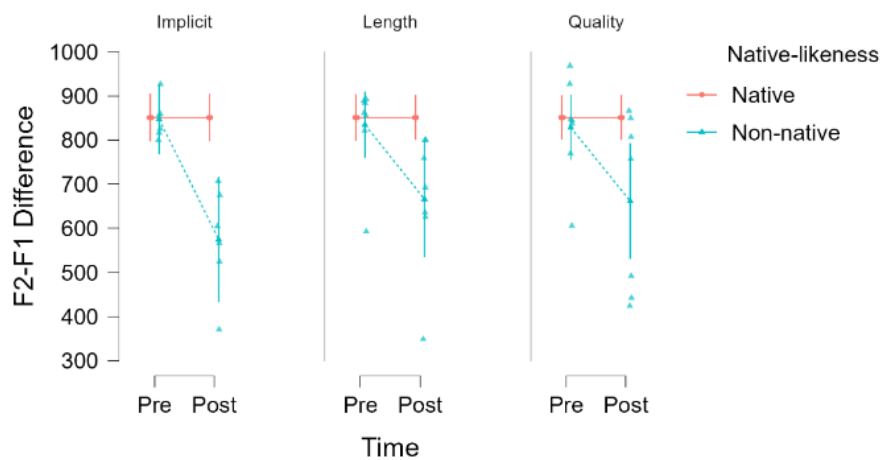 Implicit
Length
Quality
Native-likeness
Native
Non-native
F2-F1 Difference
1000
900
800
700
600
500
400
300
Pre Post
Pre Post
Pre Post
Time